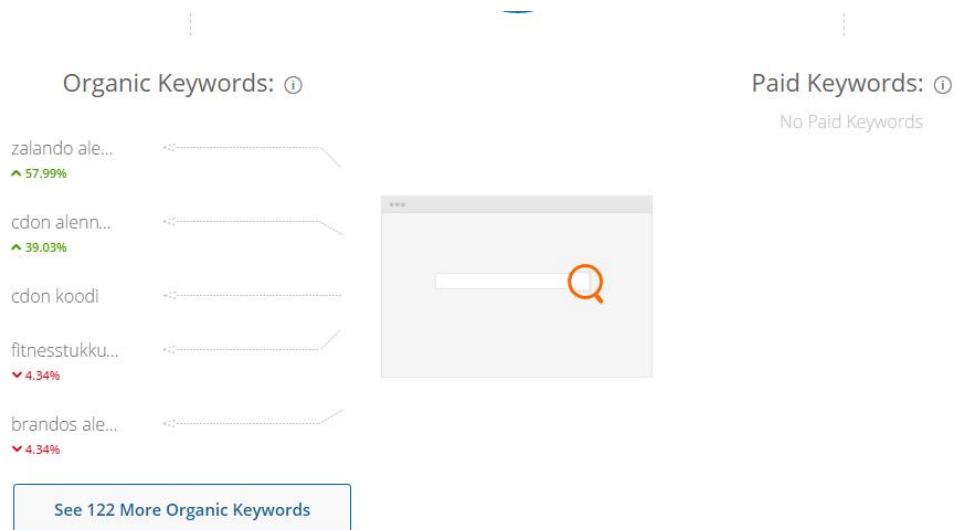 Organic Keywords:
zalando ale...
57.99%
cdon alenn...
39.03%
cdon koodi
fitnesstukku...
4.34%
brandos ale...
4.34%
See 122 More Organic Keywords
Paid Keywords:
No Paid Keywords